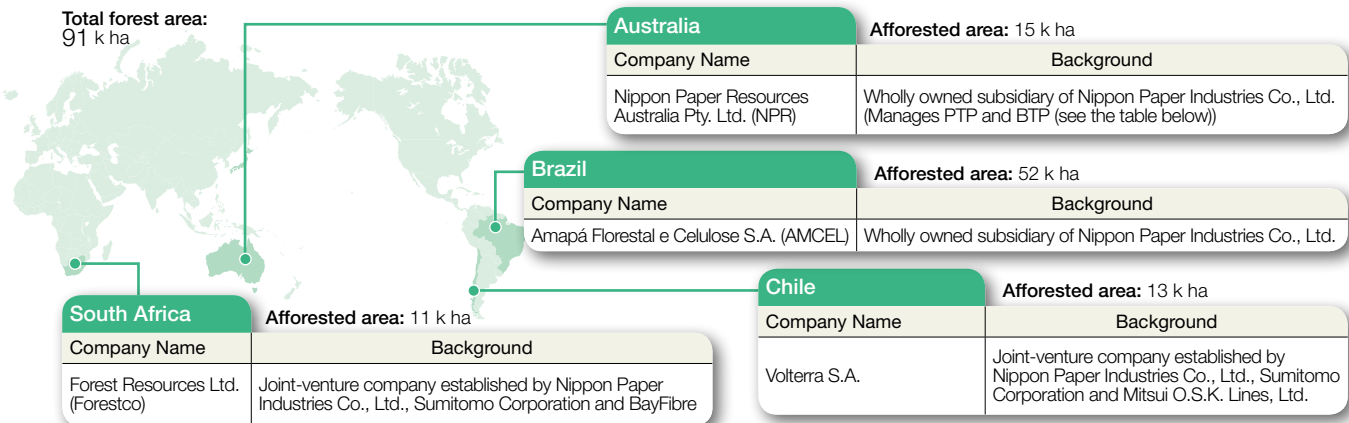 Total forest area:
91 k ha
Australia
Afforested area: 15 k ha
Company Name
Background
Nippon Paper Resources
Australia Pty. Ltd. (NPR)
Wholly owned subsidiary of Nippon Paper Industries Co., Ltd.
(Manages PTP and BTP (see the table below))
Brazil
Afforested area: 52 k ha
Company Name
Background
Amapá Florestal e Celulose S.A. (AMCEL)
Wholly owned subsidiary of Nippon Paper Industries Co., Ltd.
Chile
Afforested area: 13 k ha
Company Name
Background
Volterra S.A.
Joint-venture company established by
Nippon Paper Industries Co., Ltd., Sumitomo
Corporation and Mitsui O.S.K. Lines, Ltd.
South Africa
Afforested area: 11 k ha
Company Name
Background
Forest Resources Ltd.
(Forestco)
Joint-venture company established by Nippon Paper
Industries Co., Ltd., Sumitomo Corporation and BayFibre